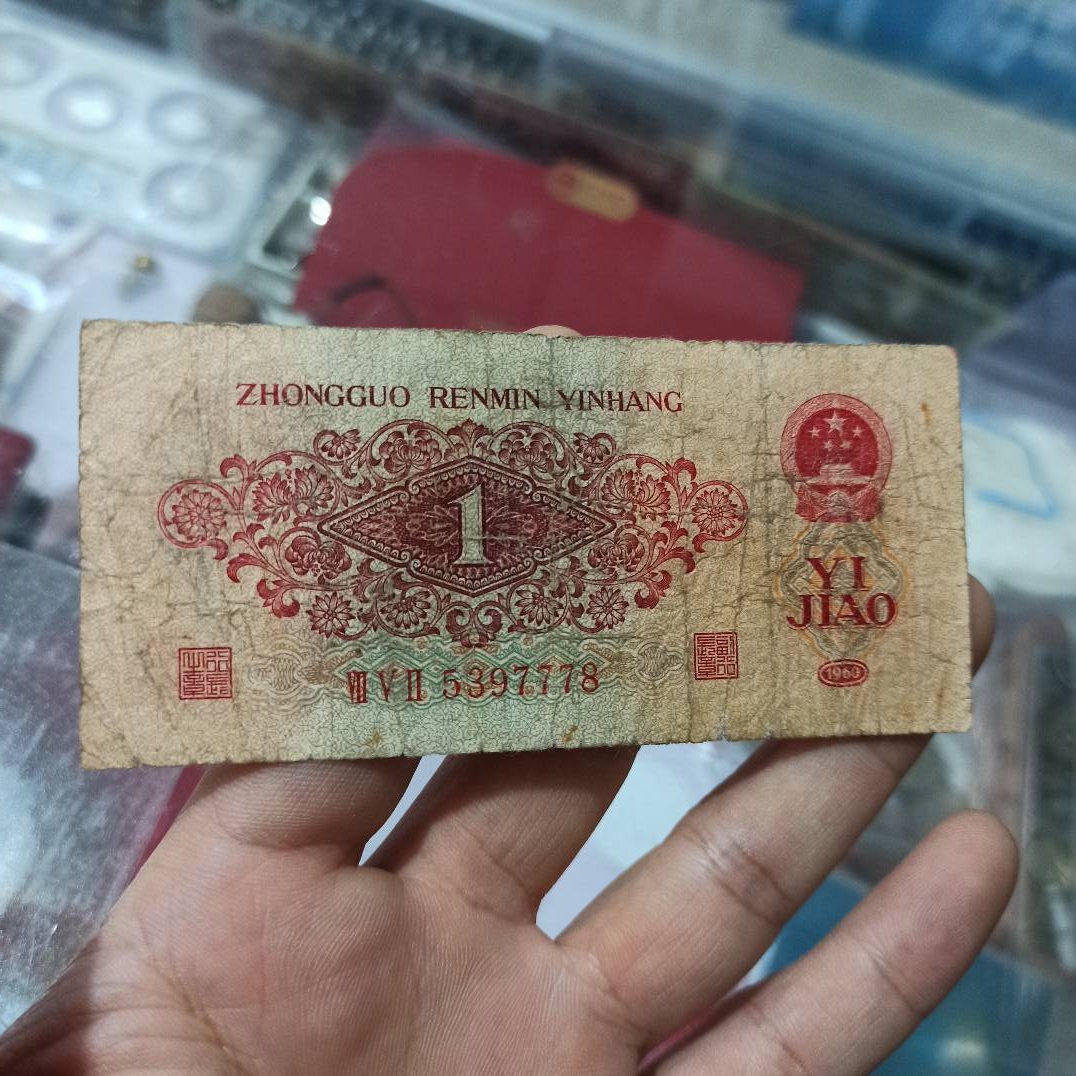 ZHONGGUO RENMIN YINHANG
1
YI
JIAO
VIII V II 5397778
1960